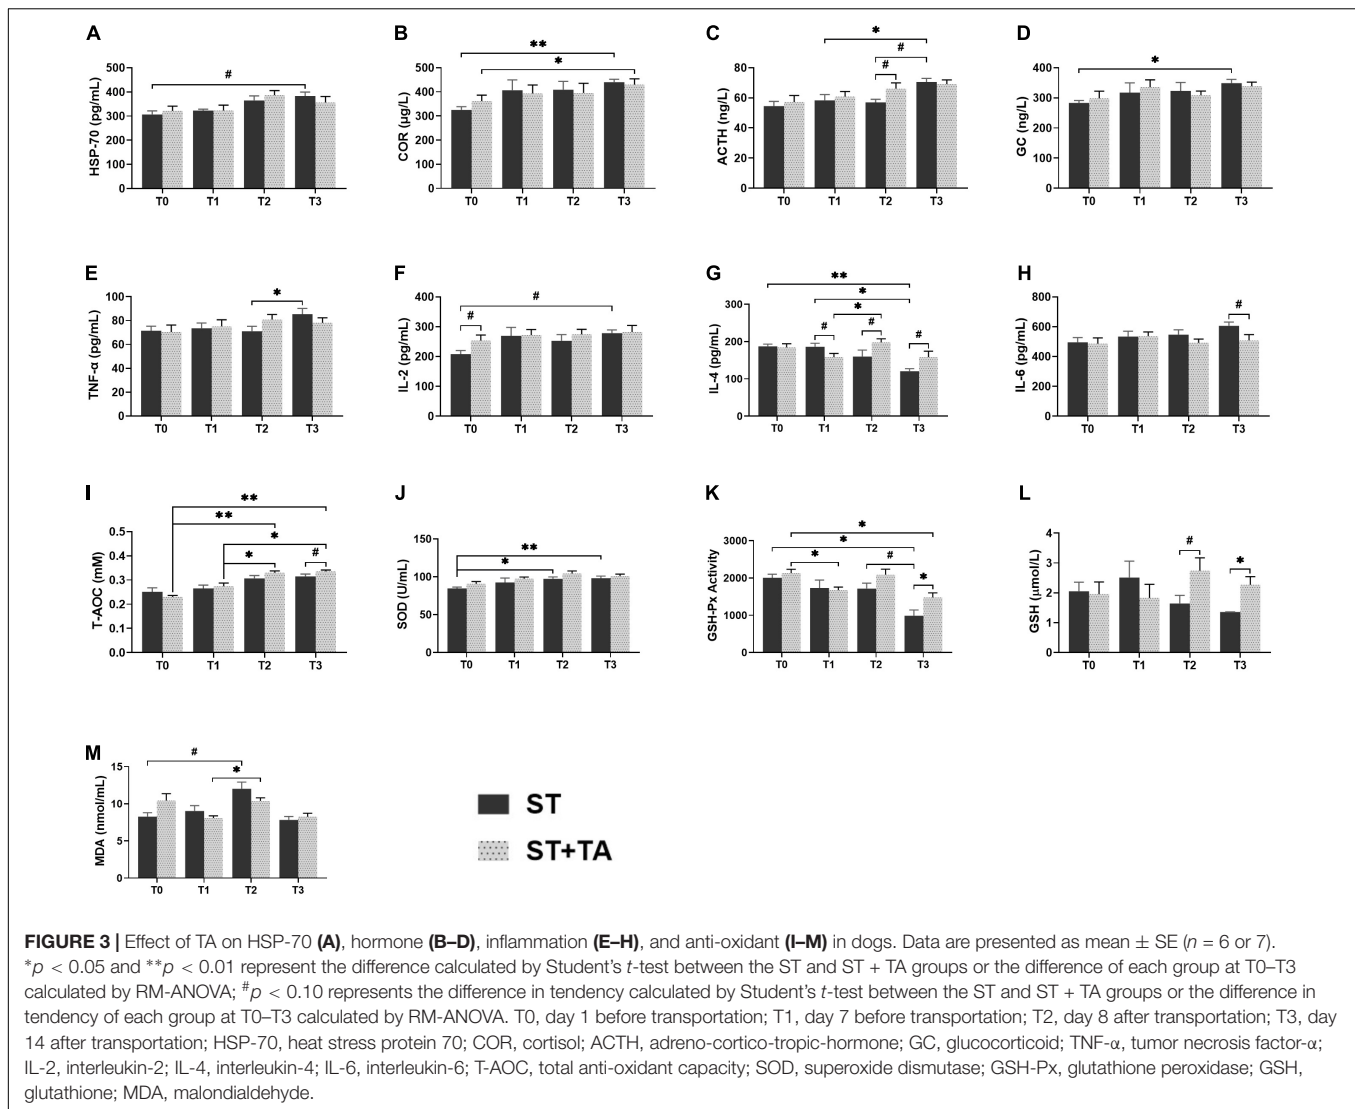 A
HSP-70 (pg/mL)
500
400
300
200
100
0
#
T0 T1 T2 T3
B
COR (µg/L)
500
400
300
200
100
0
**
*
T0 T1 T2 T3
C
ACTH (ng/L)
80
60
40
20
0
*
#
#
T0 T1 T2 T3
D
GC (ng/L)
400
300
200
100
0
*
T0 T1 T2 T3
E
TNF-α (pg/mL)
100
80
60
40
20
0
*
T0 T1 T2 T3
F
IL-2 (pg/mL)
400
300
200
100
0
#
#
T0 T1 T2 T3
G
IL-4 (pg/mL)
300
200
100
0
**
*
*
# # #
T0 T1 T2 T3
H
IL-6 (pg/mL)
800
600
400
200
0
#
T0 T1 T2 T3
I
T-AOC (mM)
0.5
0.4
0.3
0.2
0.1
0.0
**
**
*
*
#
T0 T1 T2 T3
J
SOD (U/mL)
150
100
50
0
**
*
T0 T1 T2 T3
K
GSH-Px Activity
3000
2000
1000
0
*
*
* #
*
T0 T1 T2 T3
L
GSH (µmol/L)
4
3
2
1
0
#
*
T0 T1 T2 T3
M
MDA (nmol/mL)
15
10
5
0
#
*
T0 T1 T2 T3
ST
ST+TA
FIGURE 3 | Effect of TA on HSP-70 (A), hormone (B–D), inflammation (E–H), and anti-oxidant (I–M) in dogs. Data are presented as mean ± SE (n = 6 or 7).
*p < 0.05 and **p < 0.01 represent the difference calculated by Student's t-test between the ST and ST + TA groups or the difference of each group at T0–T3
calculated by RM-ANOVA; #p < 0.10 represents the difference in tendency calculated by Student's t-test between the ST and ST + TA groups or the difference in
tendency of each group at T0–T3 calculated by RM-ANOVA. T0, day 1 before transportation; T1, day 7 before transportation; T2, day 8 after transportation; T3, day
14 after transportation; HSP-70, heat stress protein 70; COR, cortisol; ACTH, adreno-cortico-tropic-hormone; GC, glucocorticoid; TNF-α, tumor necrosis factor-α;
IL-2, interleukin-2; IL-4, interleukin-4; IL-6, interleukin-6; T-AOC, total anti-oxidant capacity; SOD, superoxide dismutase; GSH-Px, glutathione peroxidase; GSH,
glutathione; MDA, malondialdehyde.